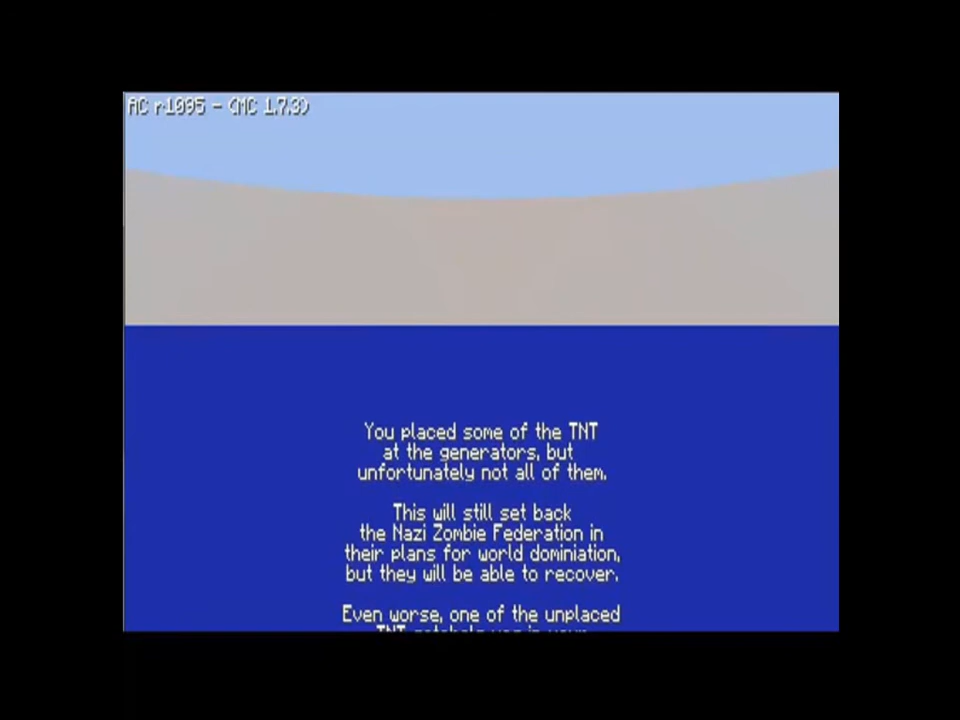 AC r1095 - (MC 1.7.3)
You placed some of the TNT
at the generators, but
unfortunately not all of them.
This will still set back
the Nazi Zombie Federation in
their plans for world dominiation,
but they will be able to recover.
Even worse, one of the unplaced
TNT